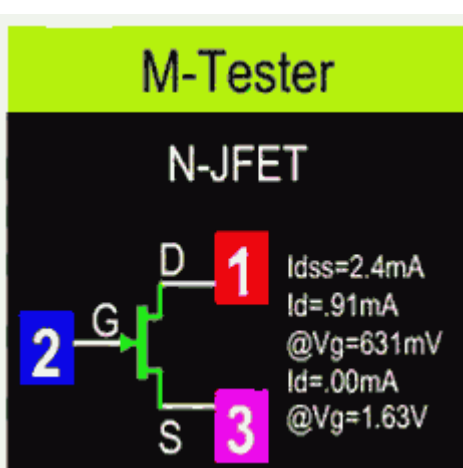 M-Tester
N-JFET
D
1
G
2
S
3
Idss=2.4mA
Id=.91mA
@Vg=631mV
Id=.00mA
@Vg=1.63V